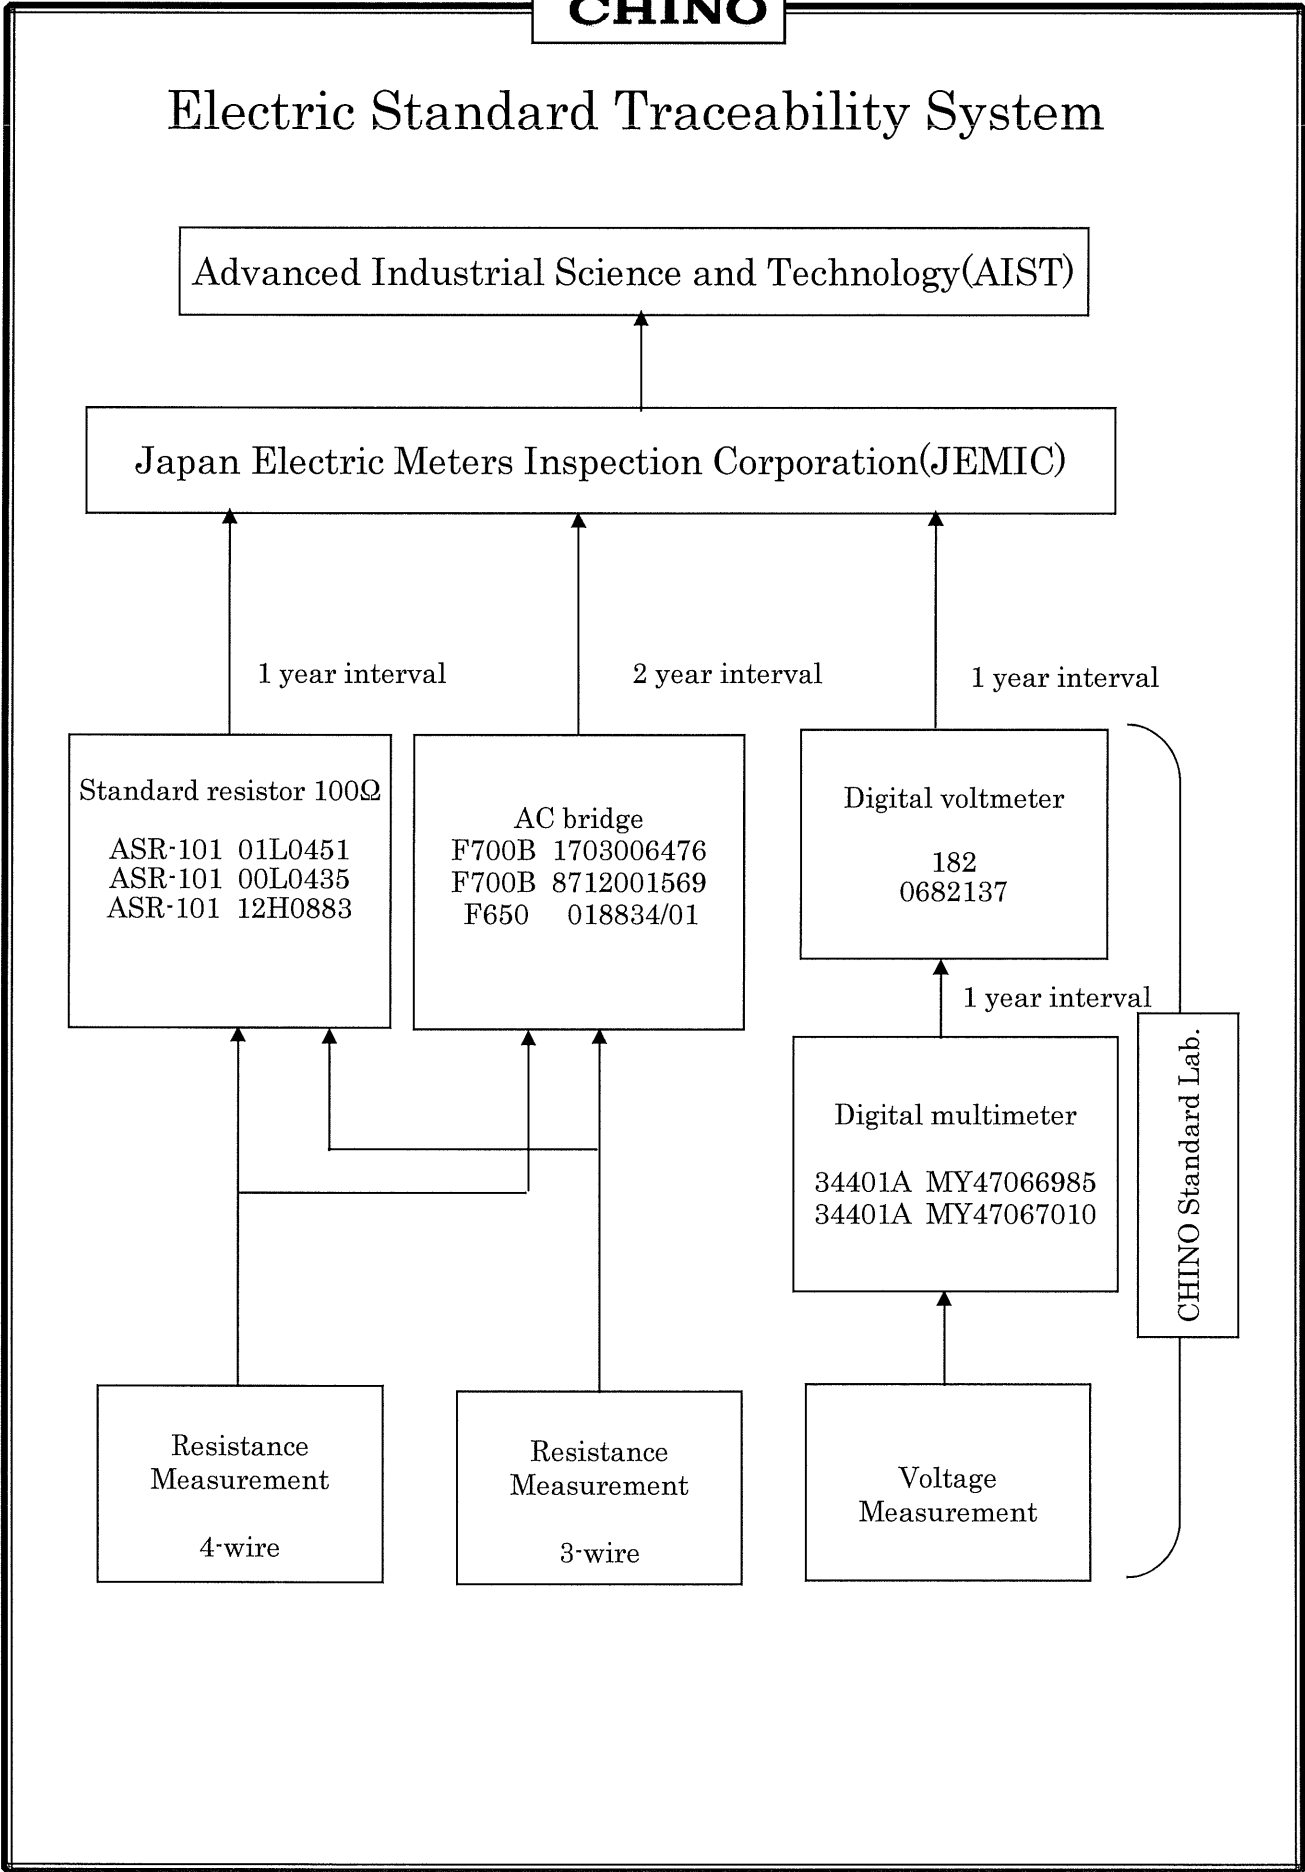 CHINO
Electric Standard Traceability System
Advanced Industrial Science and Technology(AIST)
Japan Electric Meters Inspection Corporation(JEMIC)
1 year interval
2 year interval
1 year interval
Standard resistor 100Ω
ASR-101 01L0451
ASR-101 00L0435
ASR-101 12H0883
AC bridge
F700B 1703006476
F700B 8712001569
F650 018834/01
Digital voltmeter
182
0682137
1 year interval
Digital multimeter
34401A MY47066985
34401A MY47067010
CHINO Standard Lab.
Resistance
Measurement
4-wire
Resistance
Measurement
3-wire
Voltage
Measurement